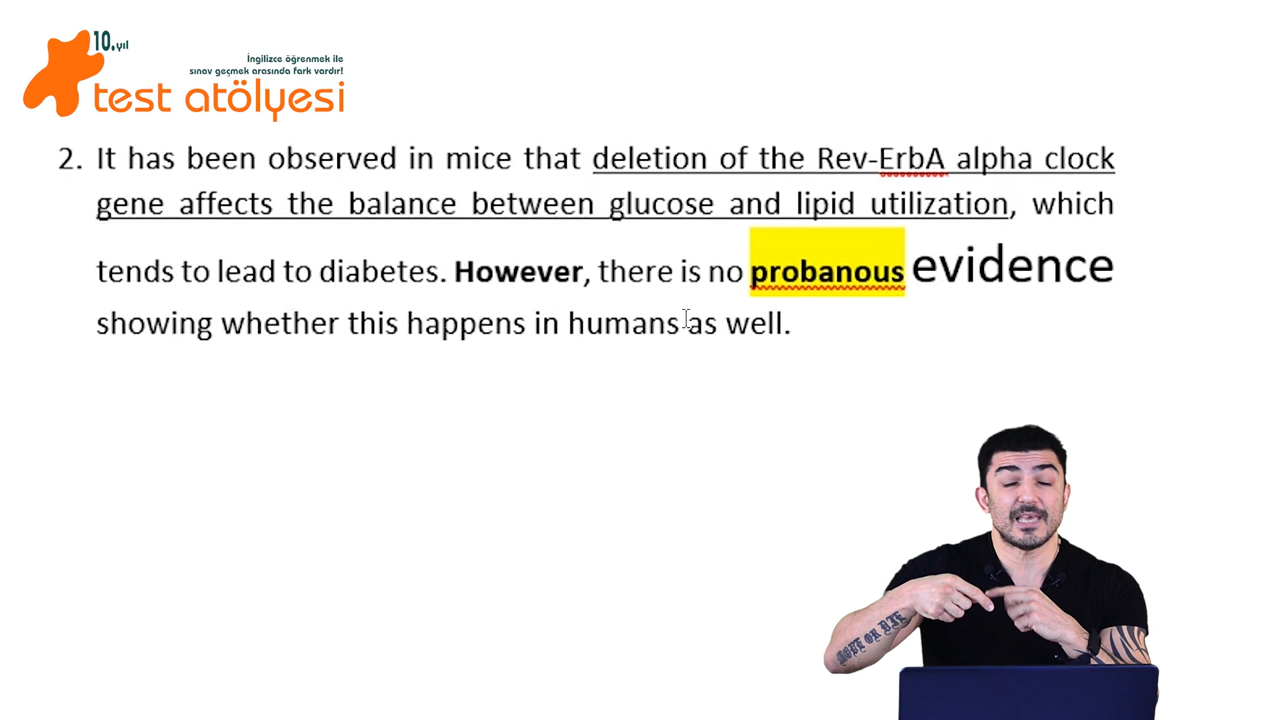 10.yıl
İngilizce öğrenmek ile
sınav geçmek arasında fark vardır!
test atölyesi
2. It has been observed in mice that deletion of the Rev-ErbA alpha clock
gene affects the balance between glucose and lipid utilization, which
tends to lead to diabetes. However, there is no probanous evidence
showing whether this happens in humans as well.